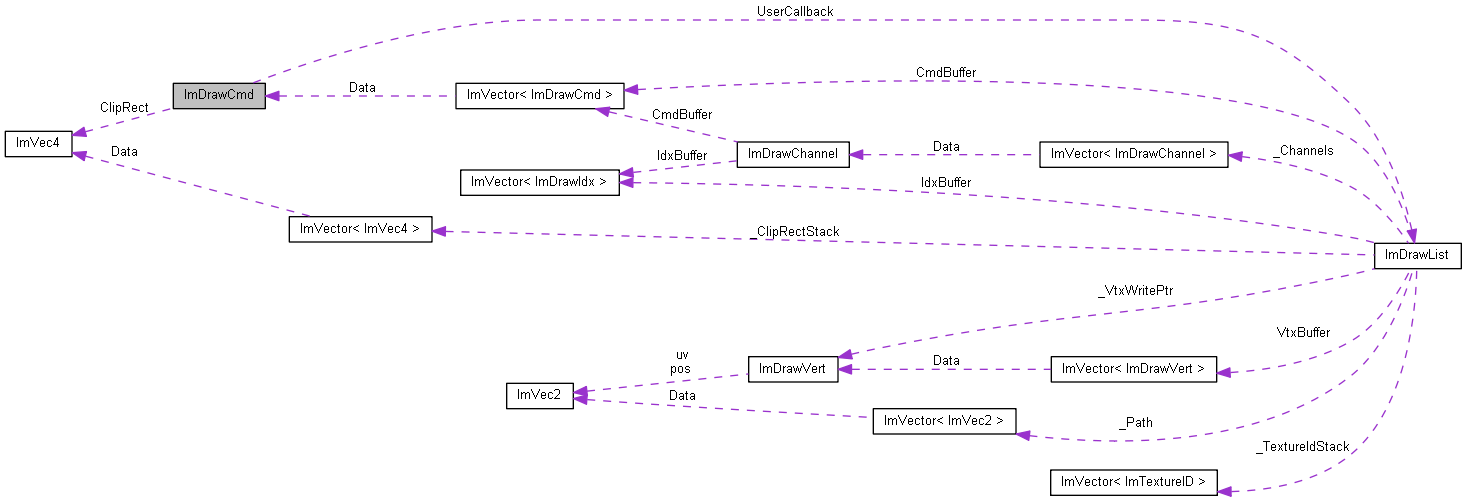 UserCallback
CmdBuffer
ImDrawCmd
Data
ImVector< ImDrawCmd >
ClipRect
CmdBuffer
ImVec4
Data
IdxBuffer
ImDrawChannel
Data
ImVector< ImDrawChannel >
_Channels
ImVector< ImDrawIdx >
IdxBuffer
ImVector< ImVec4 >
_ClipRectStack
ImDrawList
_VtxWritePtr
VtxBuffer
uv
pos
ImDrawVert
Data
ImVector< ImDrawVert >
ImVec2
Data
ImVector< ImVec2 >
_Path
_TextureIdStack
ImVector< ImTextureID >